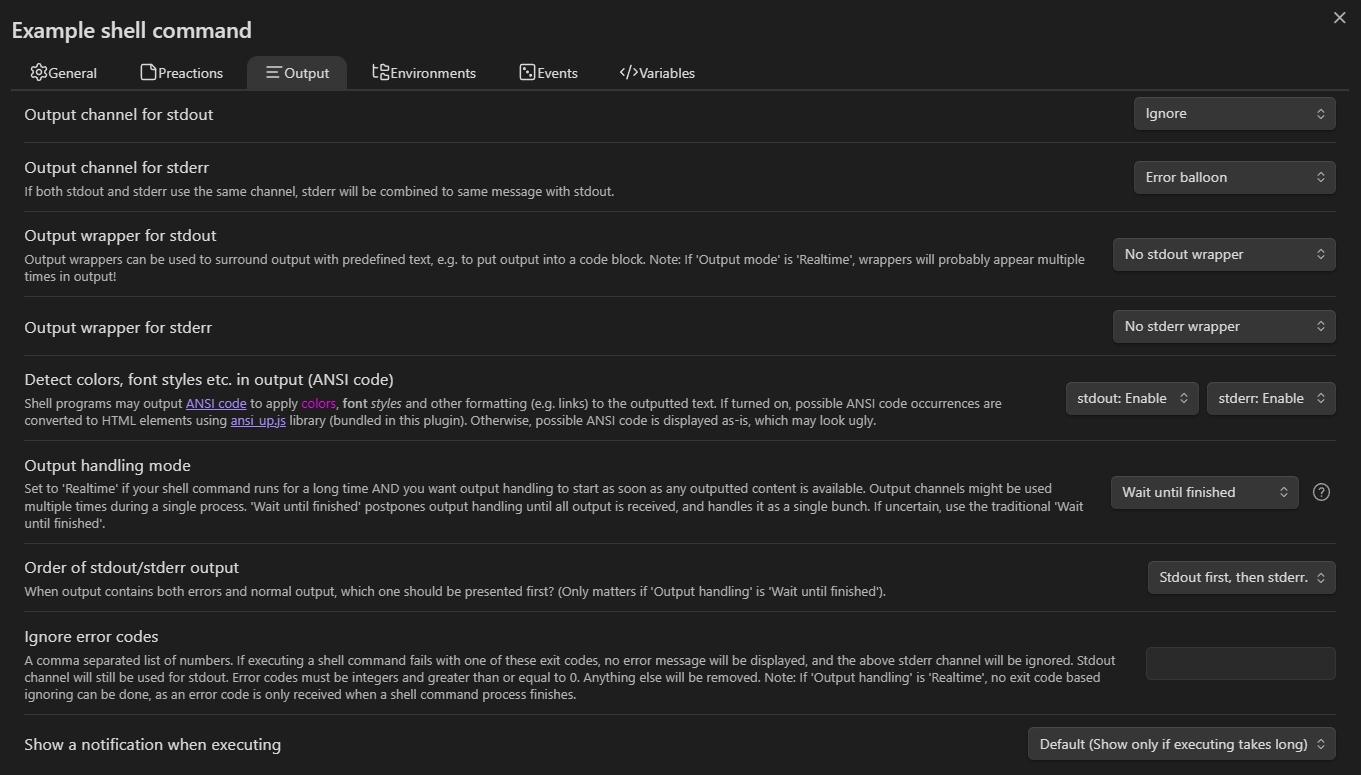 Example shell command
General Preactions Output Environments Events </>Variables
Output channel for stdout
Ignore
Output channel for stderr
If both stdout and stderr use the same channel, stderr will be combined to same message with stdout.
Error balloon
Output wrapper for stdout
Output wrappers can be used to surround output with predefined text, e.g. to put output into a code block. Note: If 'Output mode' is 'Realtime', wrappers will probably appear multiple
times in output!
No stdout wrapper
Output wrapper for stderr
No stderr wrapper
Detect colors, font styles etc. in output (ANSI code)
Shell programs may output ANSI code to apply colors, font styles and other formatting (e.g. links) to the outputted text. If turned on, possible ANSI code occurrences are
converted to HTML elements using ansi_up.js library (bundled in this plugin). Otherwise, possible ANSI code is displayed as-is, which may look ugly.
stdout: Enable
stderr: Enable
Output handling mode
Set to 'Realtime' if your shell command runs for a long time AND you want output handling to start as soon as any outputted content is available. Output channels might be used
multiple times during a single process. 'Wait until finished' postpones output handling until all output is received, and handles it as a single bunch. If uncertain, use the traditional 'Wait
until finished'.
Wait until finished
Order of stdout/stderr output
When output contains both errors and normal output, which one should be presented first? (Only matters if 'Output handling' is 'Wait until finished').
Stdout first, then stderr.
Ignore error codes
A comma separated list of numbers. If executing a shell command fails with one of these exit codes, no error message will be displayed, and the above stderr channel will be ignored. Stdout
channel will still be used for stdout. Error codes must be integers and greater than or equal to 0. Anything else will be removed. Note: If 'Output handling' is 'Realtime', no exit code based
ignoring can be done, as an error code is only received when a shell command process finishes.
Show a notification when executing
Default (Show only if executing takes long)